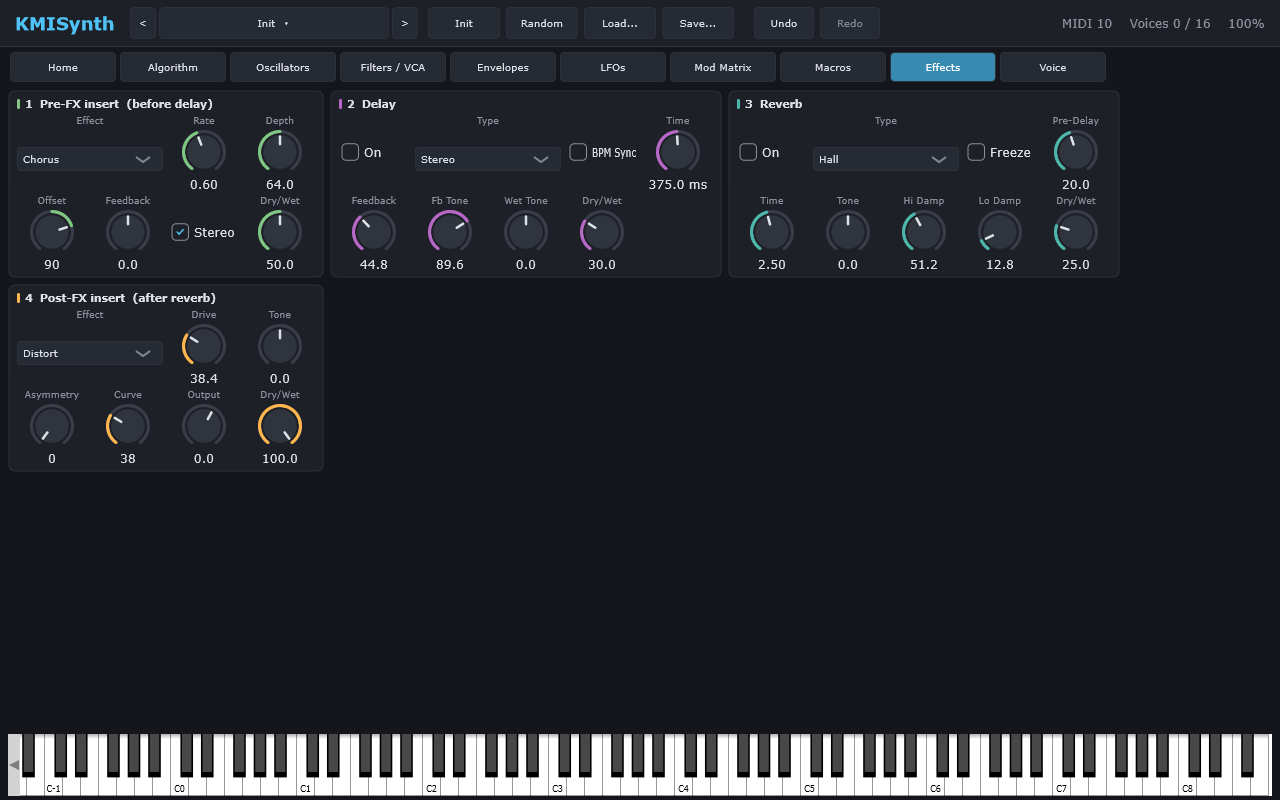 KMISynth < Init > Init Random Load... Save... Undo Redo MIDI 10 Voices 0 / 16 100%
Home Algorithm Oscillators Filters / VCA Envelopes LFOs Mod Matrix Macros Effects Voice
1 Pre-FX insert (before delay)
Effect Rate Depth
Chorus
0.60 64.0
Offset Feedback Dry/Wet
Stereo
90 0.0 50.0
2 Delay
Type Time
On Stereo BPM Sync
375.0 ms
Feedback Fb Tone Wet Tone Dry/Wet
44.8 89.6 0.0 30.0
3 Reverb
Type Pre-Delay
On Hall Freeze
20.0
Time Tone Hi Damp Lo Damp Dry/Wet
2.50 0.0 51.2 12.8 25.0
4 Post-FX insert (after reverb)
Effect Drive Tone
Distort
38.4 0.0
Asymmetry Curve Output Dry/Wet
0 38 0.0 100.0
C-1 C0 C1 C2 C3 C4 C5 C6 C7 C8